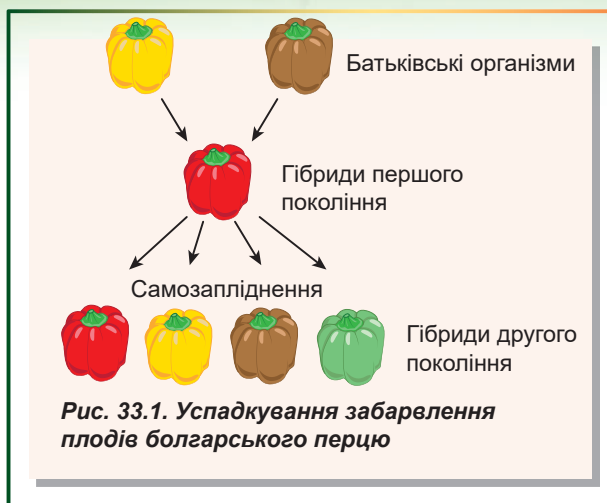 Батьківські організми
Гібриди першого
покоління
Самозапліднення
Гібриди другого
покоління
Рис. 33.1. Успадкування забарвлення
плодів болгарського перцю